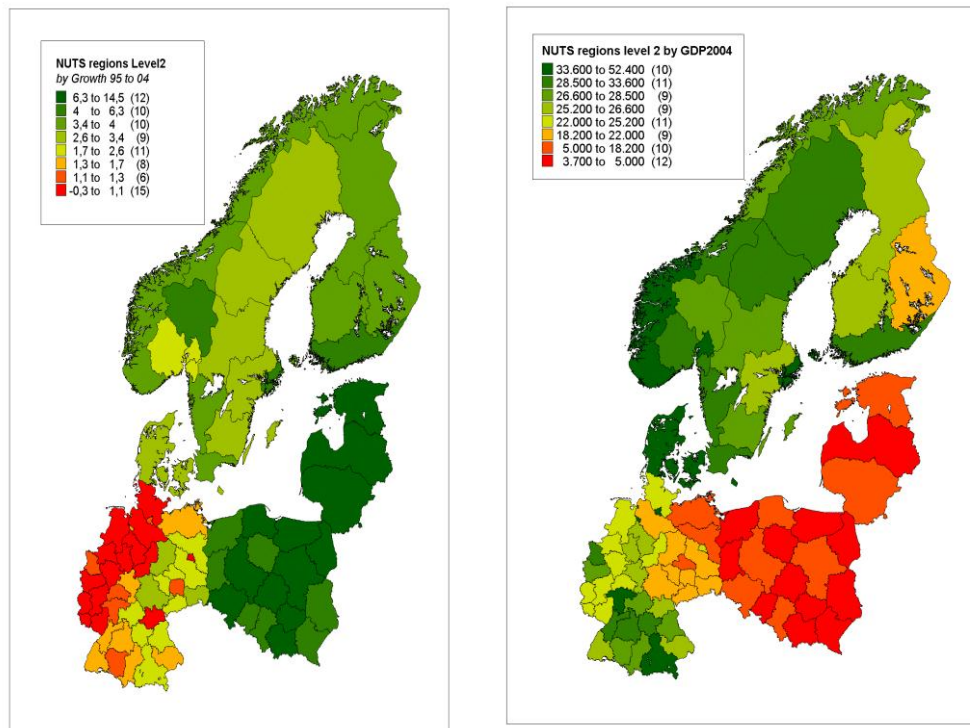 NUTS regions Level2
by Growth 95 to 04
6,3 to 14,5 (12)
4 to 6,3 (10)
3,4 to 4 (10)
2,6 to 3,4 (9)
1,7 to 2,6 (11)
1,3 to 1,7 (8)
1,1 to 1,3 (6)
-0,3 to 1,1 (15)
NUTS regions level 2 by GDP2004
33.600 to 52.400 (10)
28.500 to 33.600 (11)
26.600 to 28.500 (9)
25.200 to 26.600 (9)
22.000 to 25.200 (11)
18.200 to 22.000 (9)
5.000 to 18.200 (10)
3.700 to 5.000 (12)